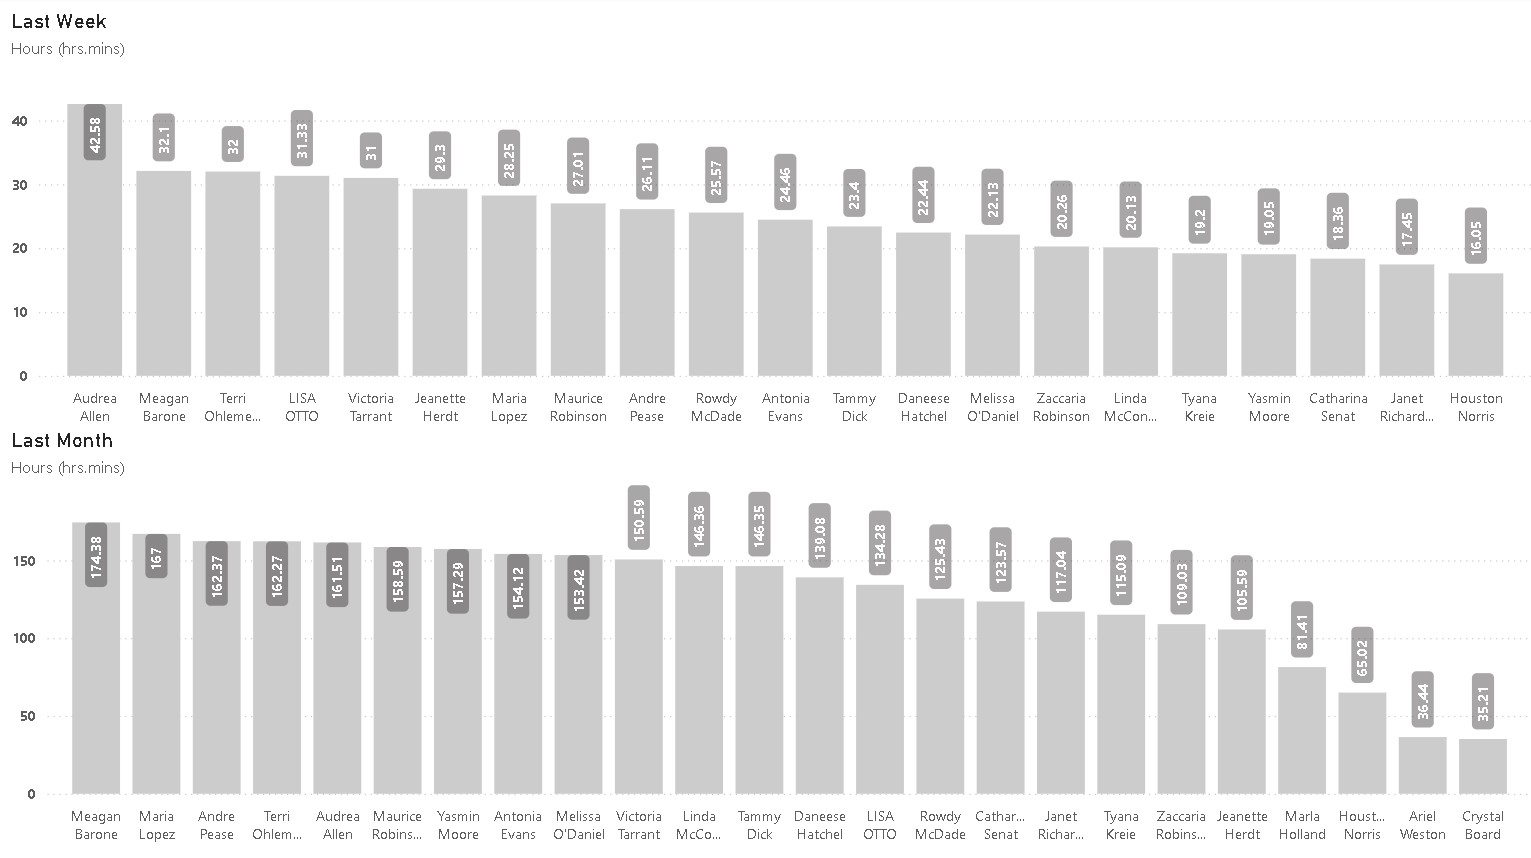 Last Week
Hours (hrs.mins)
40
30
20
10
0
42.58
32.1
32
31.33
31
29.3
28.25
27.01
26.11
25.57
24.46
23.4
22.44
22.13
20.26
20.13
19.2
19.05
18.36
17.45
16.05
Audrea
Allen
Meagan
Barone
Terri
Ohleme...
LISA
OTTO
Victoria
Tarrant
Jeanette
Herdt
Maria
Lopez
Maurice
Robinson
Andre
Pease
Rowdy
McDade
Antonia
Evans
Tammy
Dick
Daneese
Hatchel
Melissa
O'Daniel
Zaccaria
Robinson
Linda
McCon...
Tyana
Kreie
Yasmin
Moore
Catharina
Senat
Janet
Richard...
Houston
Norris
Last Month
Hours (hrs.mins)
150
100
50
0
174.38
167
162.37
162.27
161.51
158.59
157.29
154.12
153.42
150.59
146.36
146.35
139.08
134.28
125.43
123.57
117.04
115.09
109.03
105.59
81.41
65.02
36.44
35.21
Meagan
Barone
Maria
Lopez
Andre
Pease
Terri
Ohlem...
Audrea
Allen
Maurice
Robins...
Yasmin
Moore
Antonia
Evans
Melissa
O'Daniel
Victoria
Tarrant
Linda
McCo...
Tammy
Dick
Daneese
Hatchel
LISA
OTTO
Rowdy
McDade
Cathar...
Senat
Janet
Richar...
Tyana
Kreie
Zaccaria
Robins...
Jeanette
Herdt
Marla
Holland
Houst...
Norris
Ariel
Weston
Crystal
Board